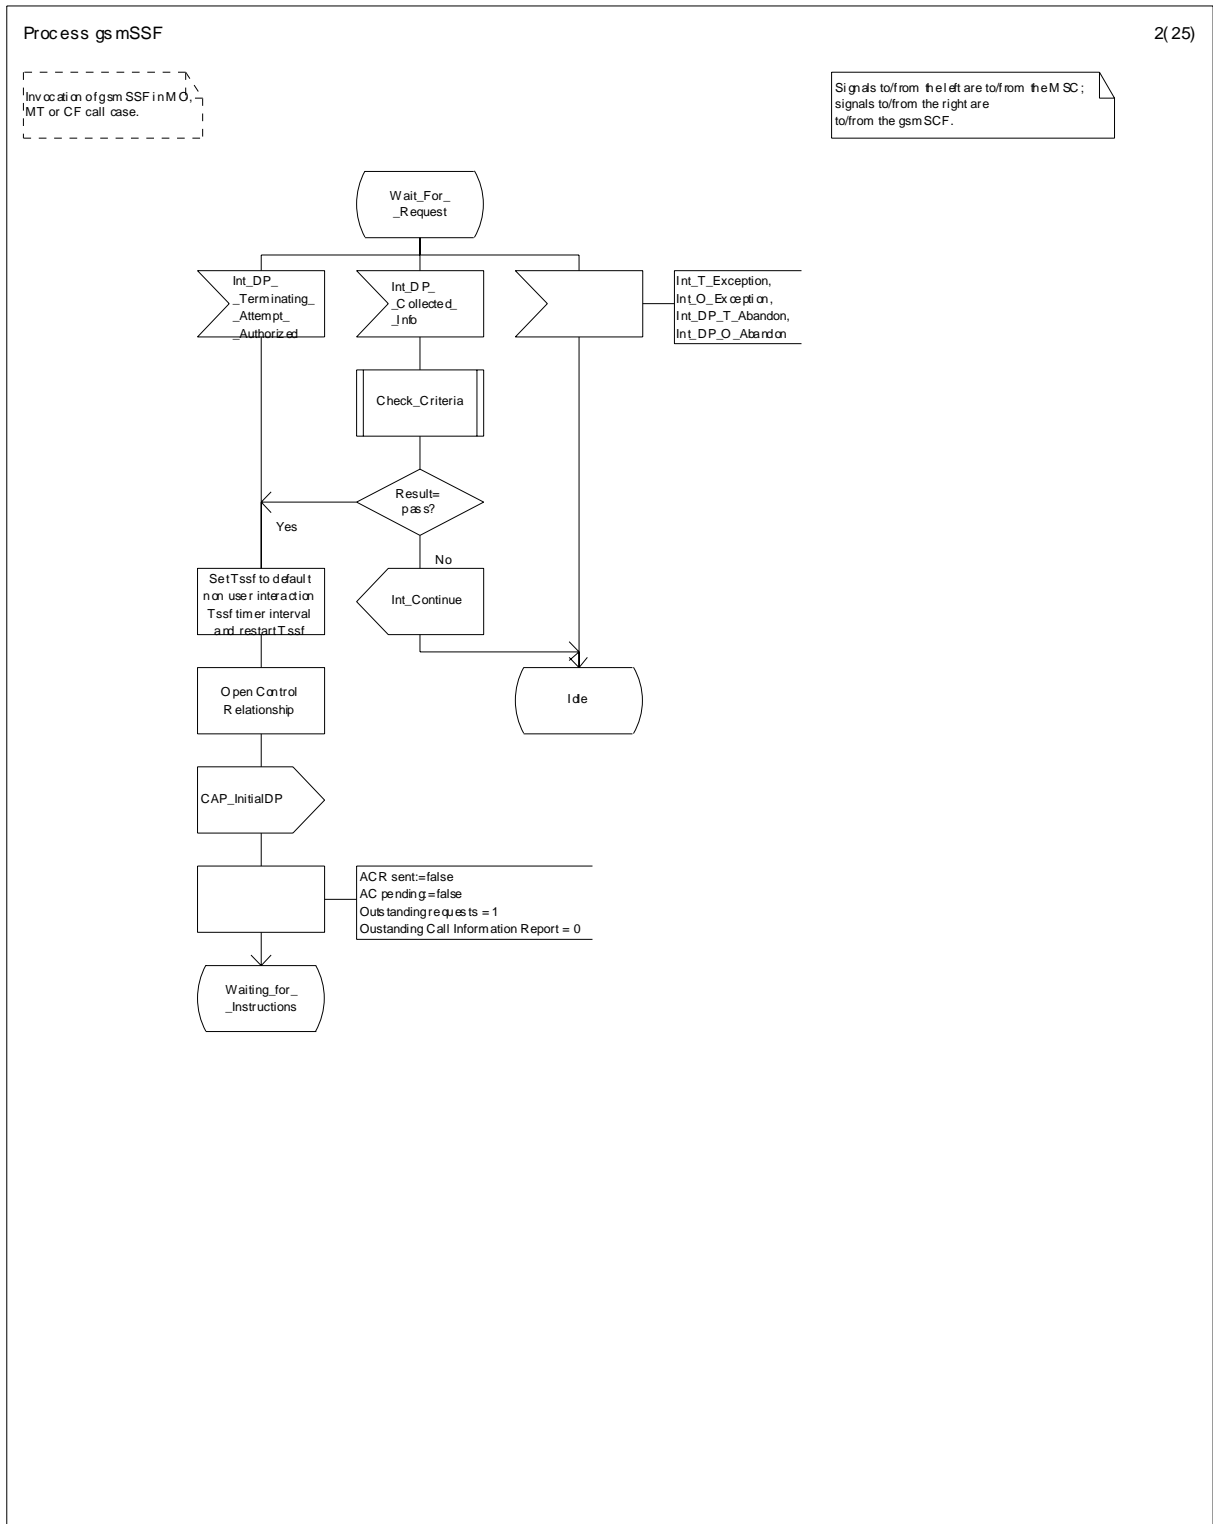 Process gsmSSF
2(25)
Invocation of gsmSSF in MO,
MT or CF call case.
Signals to/from the left are to/from the MSC;
signals to/from the right are
to/from the gsmSCF.
Wait_For_
_Request
Int_DP_
_Terminating_
_Attempt_
_Authorized
Int_DP_
_Collected_
_Info
Int_T_Exception,
Int_O_Exception,
Int_DP_T_Abandon,
Int_DP_O_Abandon
Check_Criteria
Result=
pass?
Yes
No
Set Tssf to default
non user interaction
Tssf timer interval
and restart Tssf
Int_Continue
Open Control
Relationship
Idle
CAP_InitialDP
ACR sent:=false
AC pending:=false
Outstanding requests = 1
Oustanding Call Information Report = 0
Waiting_for_
_Instructions